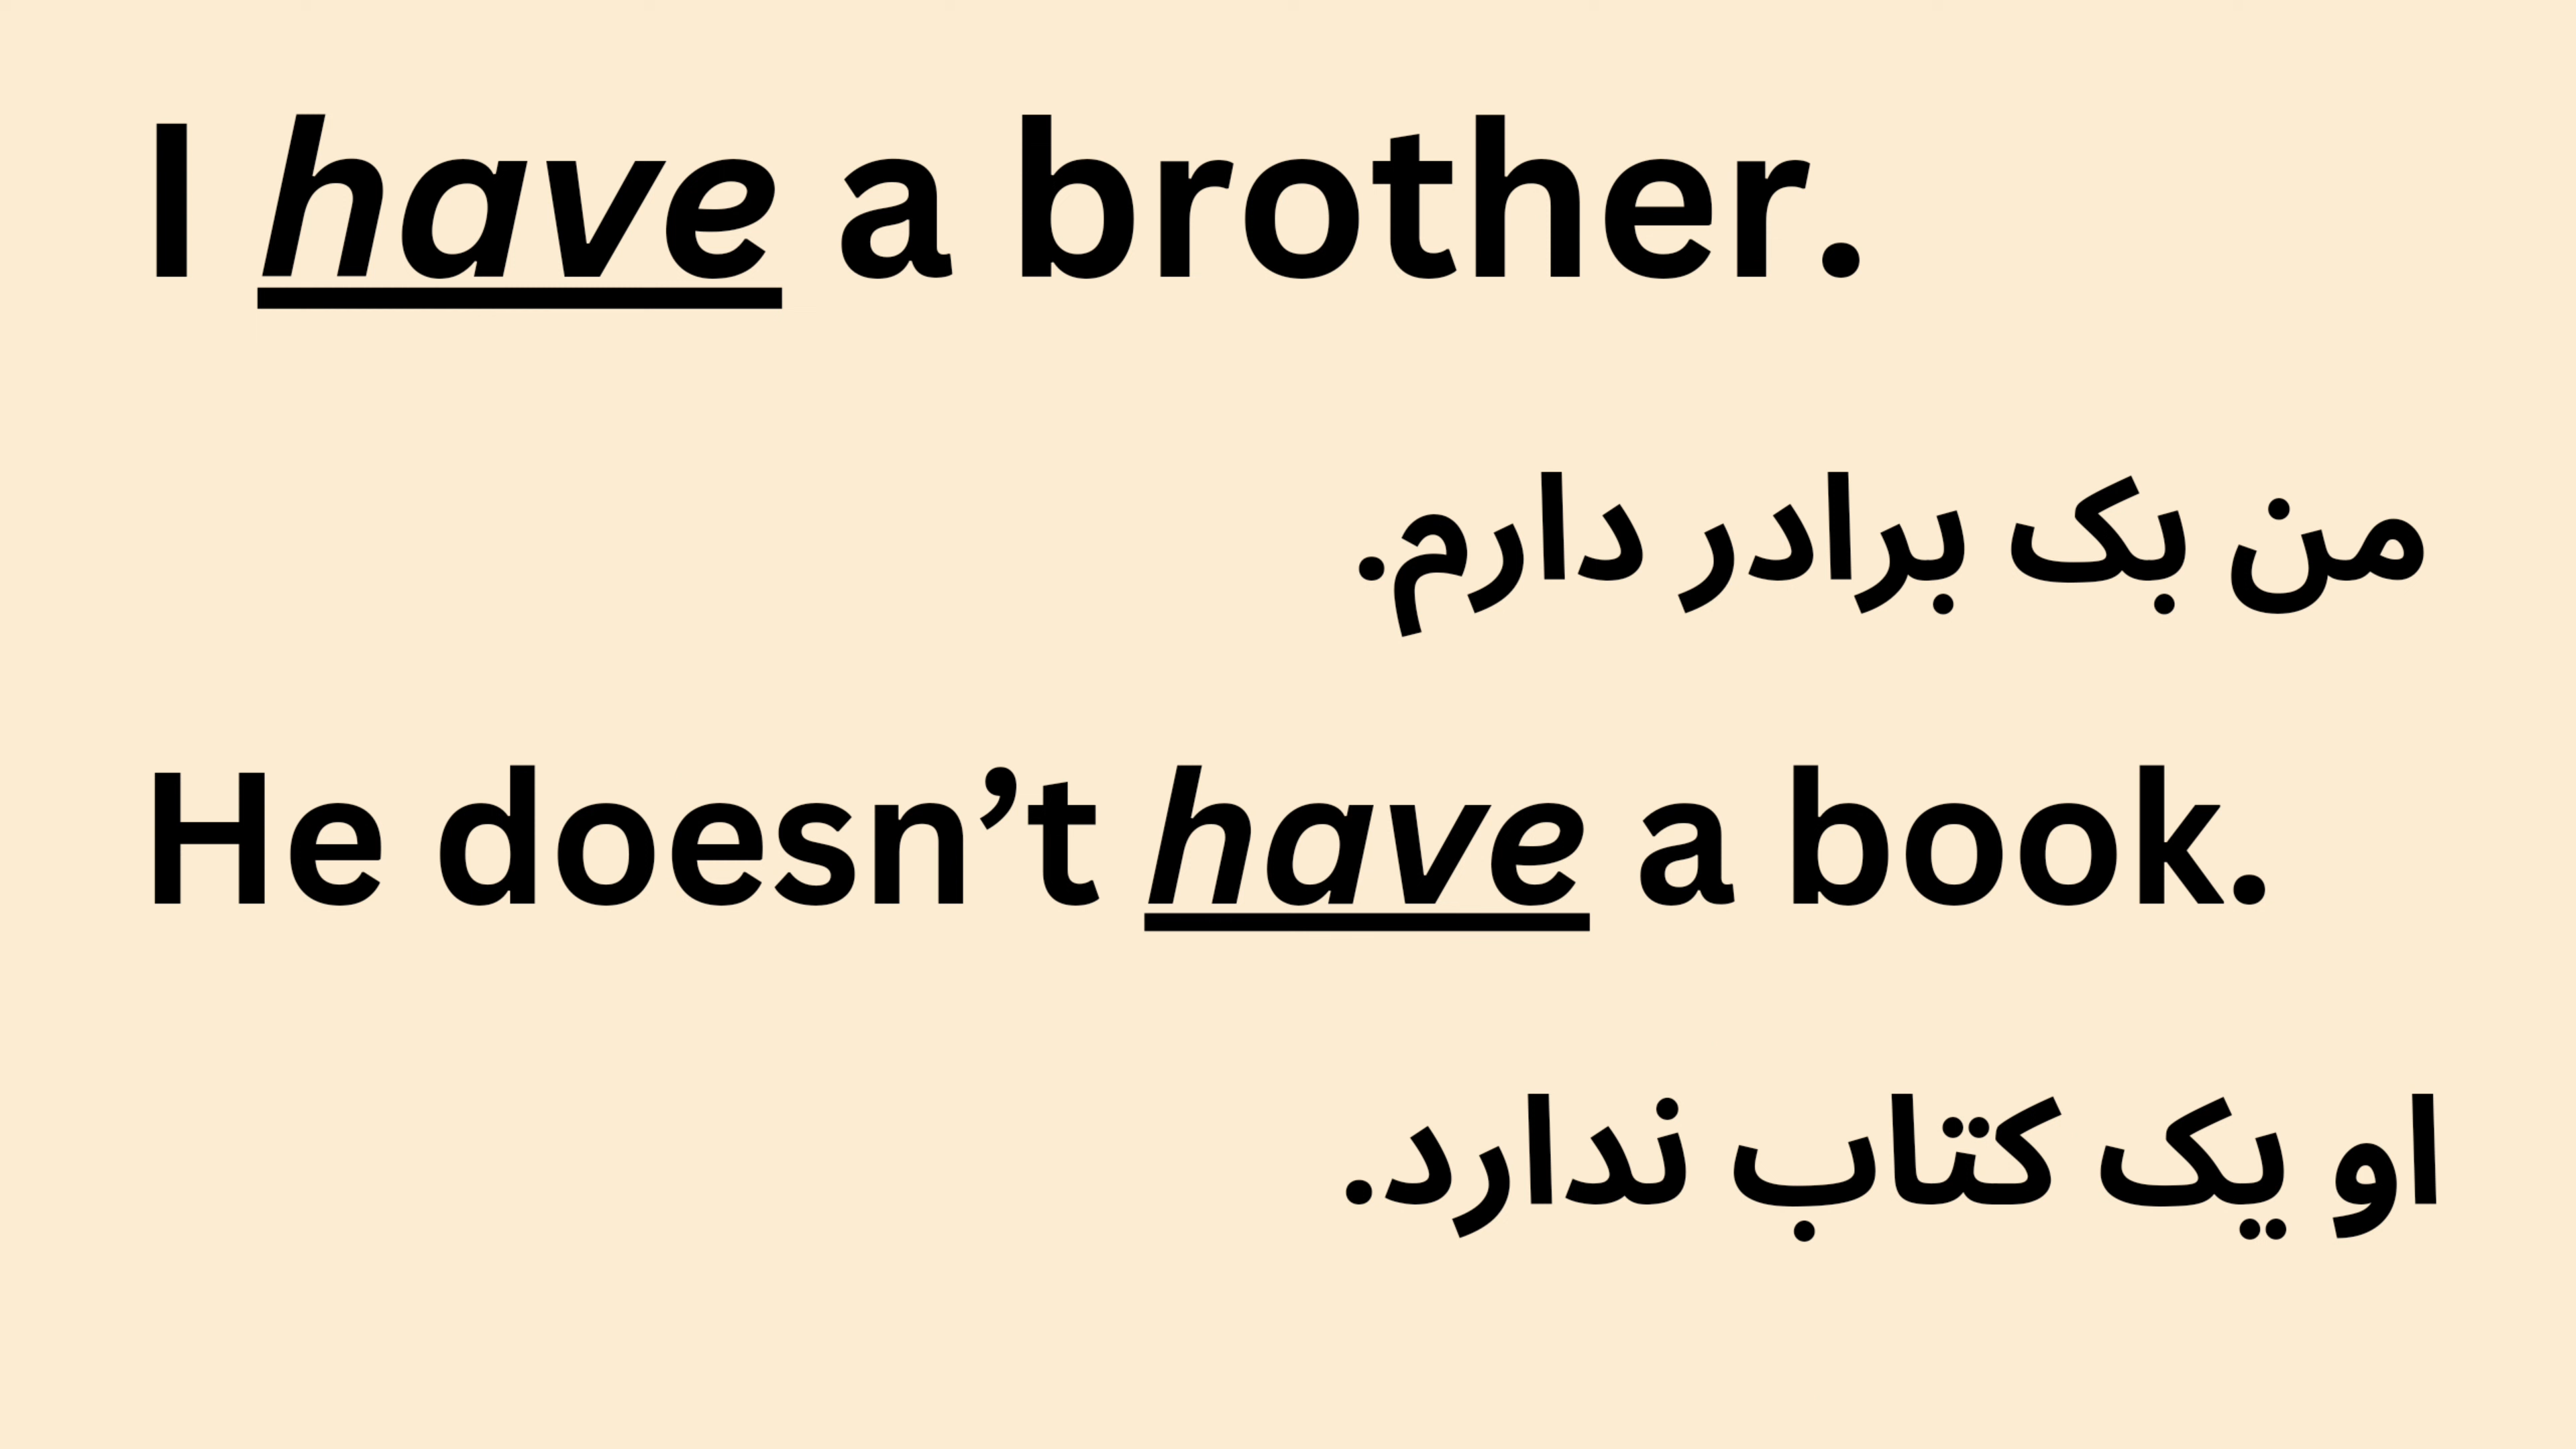 I have a brother.
من بک برادر دارم.
He doesn’t have a book.
او یک کتاب ندارد.